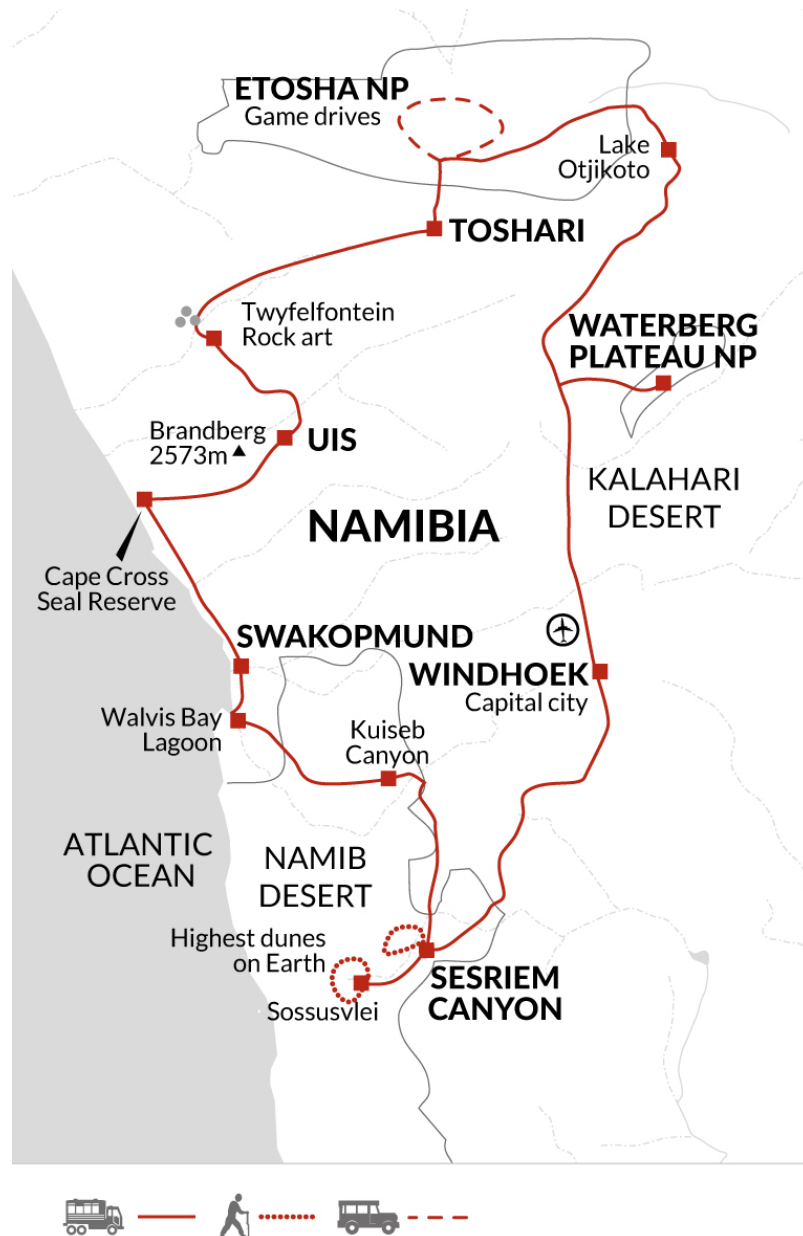 ETOSHA NP
Game drives
Lake
Otjikoto
TOSHARI
Twyfelfontein
Rock art
WATERBERG
PLATEAU NP
Brandberg
2573m
UIS
KALAHARI
DESERT
NAMIBIA
Cape Cross
Seal Reserve
SWAKOPMUND
WINDHOEK
Capital city
Walvis Bay
Lagoon
Kuiseb
Canyon
ATLANTIC
OCEAN
NAMIB
DESERT
Highest dunes
on Earth
SESRIEM
CANYON
Sossusvlei